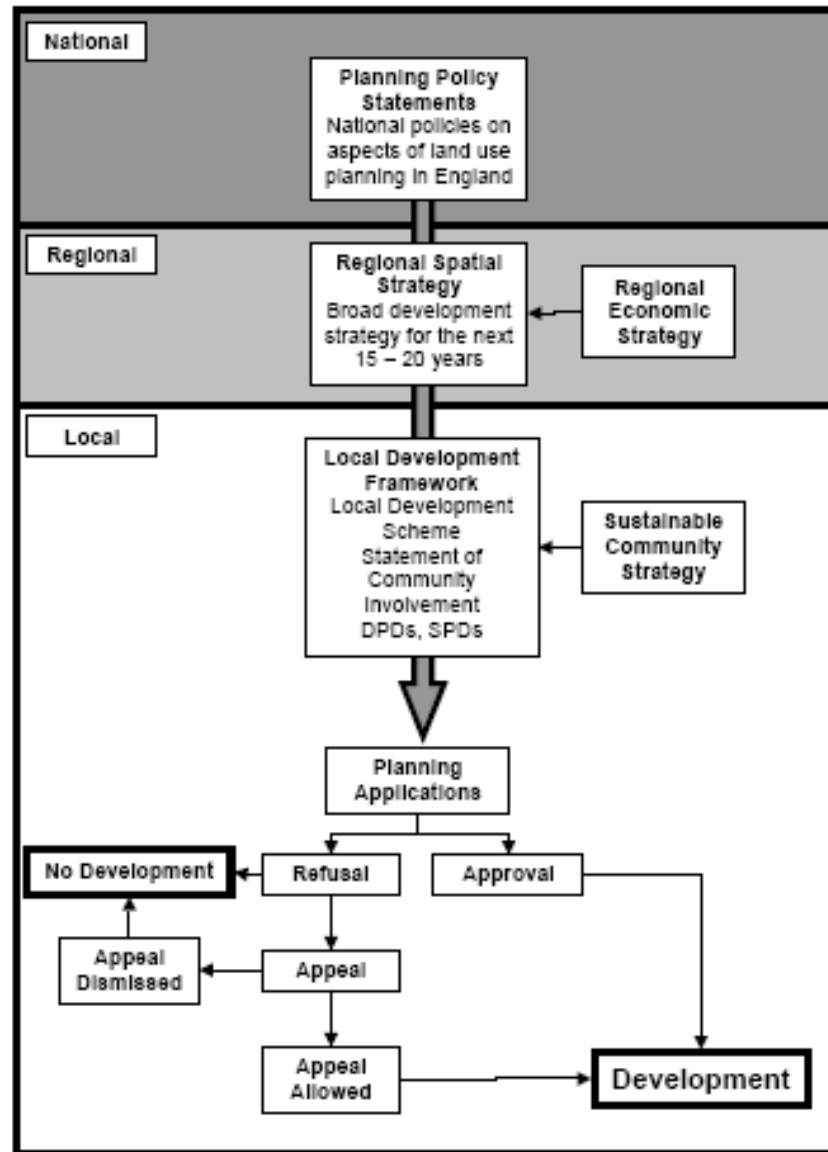 National
Planning Policy
Statements
National policies on
aspects of land use
planning in England
Regional
Regional Spatial
Strategy
Broad development
strategy for the next
15 – 20 years
Regional
Economic
Strategy
Local
Local Development
Framework
Local Development
Scheme
Statement of
Community
Involvement
DPDs, SPDs
Sustainable
Community
Strategy
Planning
Applications
No Development
Refusal
Approval
Appeal
Dismissed
Appeal
Appeal
Allowed
Development